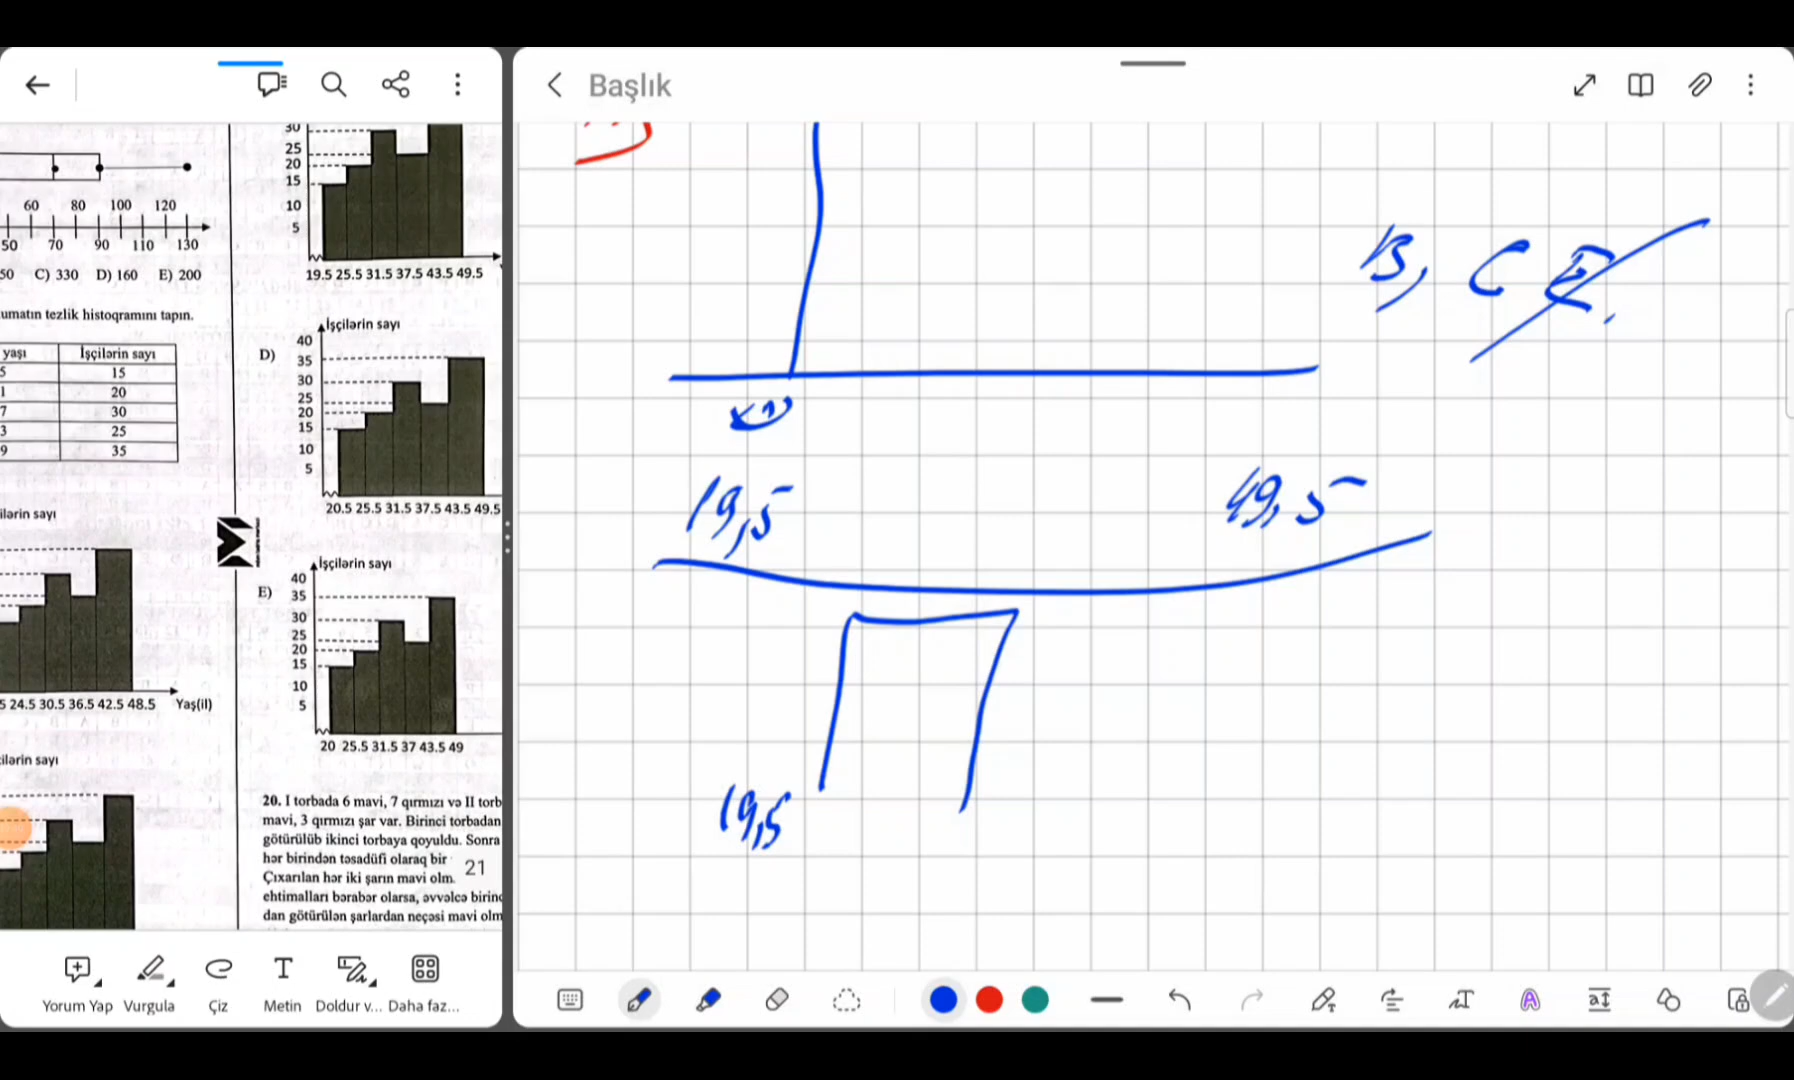 Başlık
60 80 100 120
50 70 90 110 130
50 C) 330 D) 160 E) 200
umatın tezlik histoqramını tapın.
yaşı İşçilərin sayı
5 15
1 20
7 30
3 25
9 35
ilərin sayı
5 24.5 30.5 36.5 42.5 48.5 Yaş(il)
ilərin sayı
30
25
20
15
10
5
19.5 25.5 31.5 37.5 43.5 49.5
İşçilərin sayı
D)
40
35
30
25
20
15
10
5
20.5 25.5 31.5 37.5 43.5 49.5
İşçilərin sayı
E)
40
35
30
25
20
15
10
5
20 25.5 31.5 37 43.5 49
20. I torbada 6 mavi, 7 qırmızı və II torb
mavi, 3 qırmızı şar var. Birinci torbadan
götürülüb ikinci torbaya qoyuldu. Sonra
hər birindən təsadüfi olaraq bir
Çıxarılan hər iki şarın mavi olm.
ehtimalları bərabər olarsa, əvvəlcə birinc
dan götürülən şarlardan neçəsi mavi olm
21
Yorum Yap Vurgula Çiz Metin Doldur v... Daha faz...
B, C E.
19,5 49,5
19,5